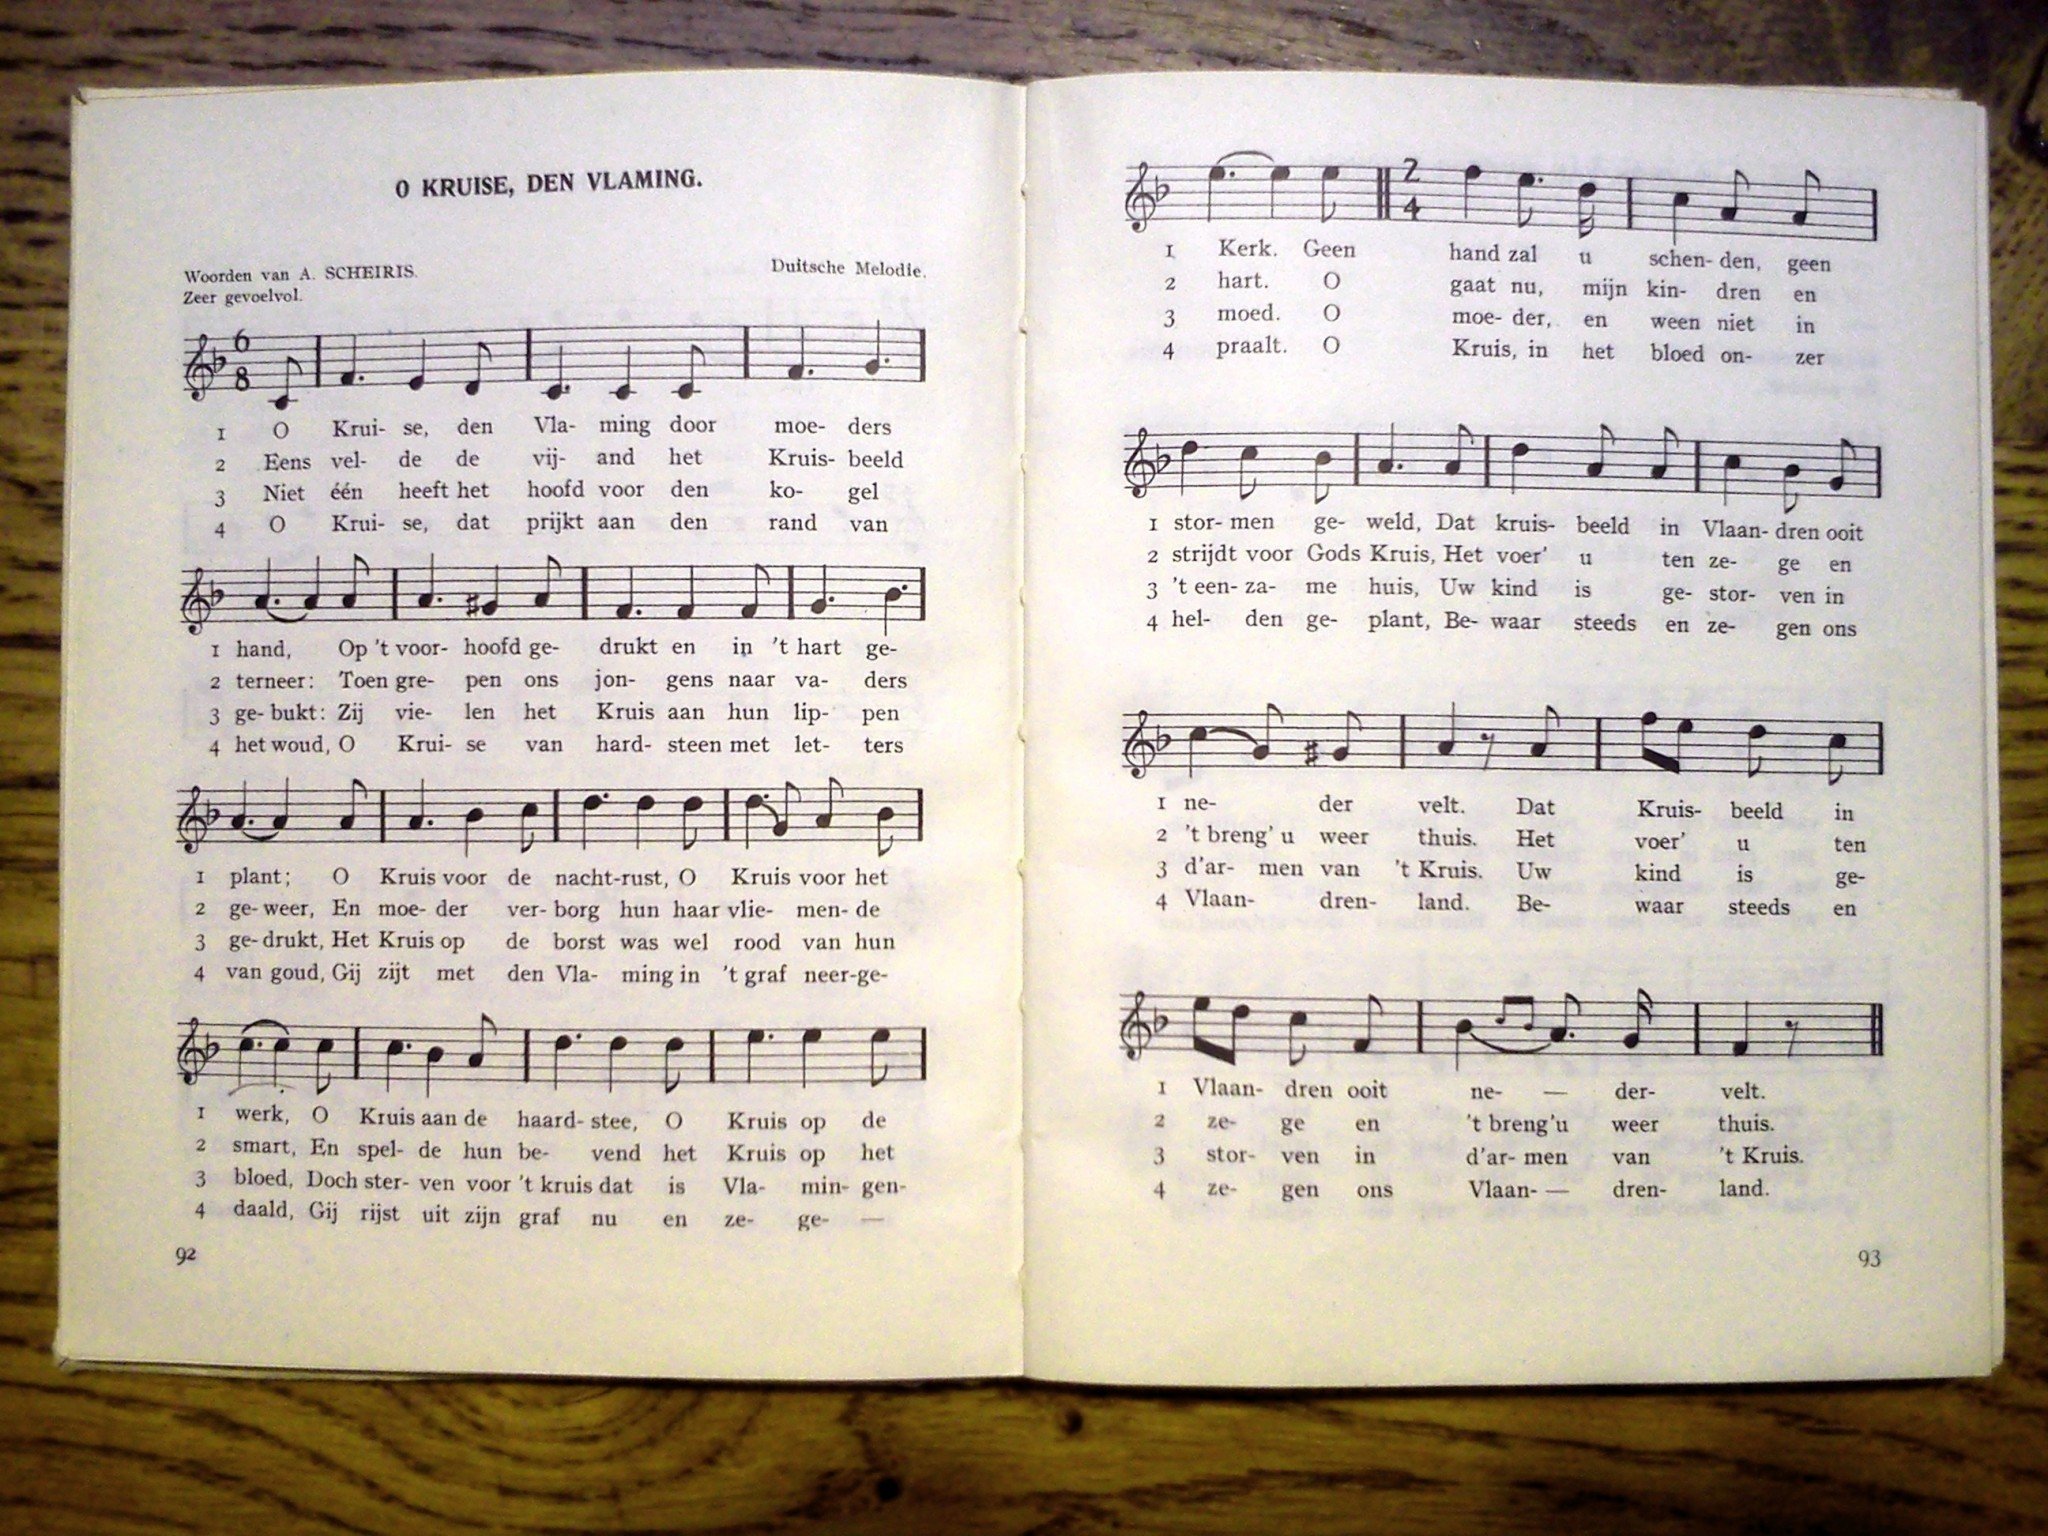 O KRUISE, DEN VLAMING.
Woorden van A. SCHEIRIS.
Duitsche Melodie.
Zeer gevoelvol.
6
8
1 O Krui- se, den Vla- ming door moe- ders
2 Eens vel- de de vij- and het Kruis- beeld
3 Niet één heeft het hoofd voor den ko- gel
4 O Krui- se, dat prijkt aan den rand van
1 hand, Op 't voor- hoofd ge- drukt en in 't hart ge-
2 terneer: Toen gre- pen ons jon- gens naar va- ders
3 ge- bukt: Zij vie- len het Kruis aan hun lip- pen
4 het woud, O Krui- se van hard- steen met let- ters
1 plant; O Kruis voor de nacht-rust, O Kruis voor het
2 ge- weer, En moe- der ver- borg hun haar vlie- men- de
3 ge- drukt, Het Kruis op de borst was wel rood van hun
4 van goud, Gij zijt met den Vla- ming in 't graf neer-ge-
1 werk, O Kruis aan de haard- stee, O Kruis op de
2 smart, En spel- de hun be- vend het Kruis op het
3 bloed, Doch ster- ven voor 't kruis dat is Vla- min- gen-
4 daald, Gij rijst uit zijn graf nu en ze- ge- —
92
2
4
1 Kerk. Geen hand zal u schen- den, geen
2 hart. O gaat nu, mijn kin- dren en
3 moed. O moe- der, en ween niet in
4 praalt. O Kruis, in het bloed on- zer
1 stor- men ge- weld, Dat kruis- beeld in Vlaan- dren ooit
2 strijdt voor Gods Kruis, Het voer' u ten ze- ge en
3 't een- za- me huis, Uw kind is ge- stor- ven in
4 hel- den ge- plant, Be- waar steeds en ze- gen ons
1 ne- der velt. Dat Kruis- beeld in
2 't breng' u weer thuis. Het voer' u ten
3 d'ar- men van 't Kruis. Uw kind is ge-
4 Vlaan- dren- land. Be- waar steeds en
1 Vlaan- dren ooit ne- — der- velt.
2 ze- ge en 't breng'u weer thuis.
3 stor- ven in d'ar- men van 't Kruis.
4 ze- gen ons Vlaan- — dren- land.
93